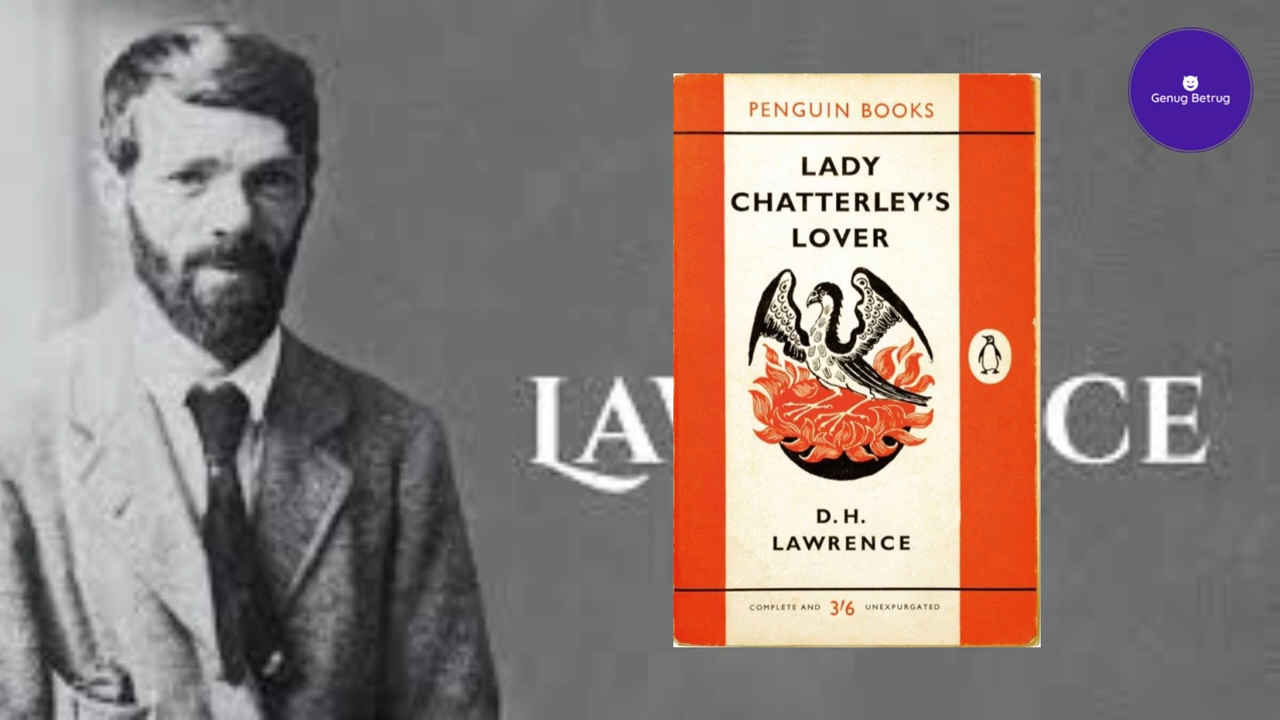 Genug Betrug
PENGUIN BOOKS
LADY
CHATTERLEY'S
LOVER
D. H.
LAWRENCE
COMPLETE AND 3'6 UNEXPURGATED